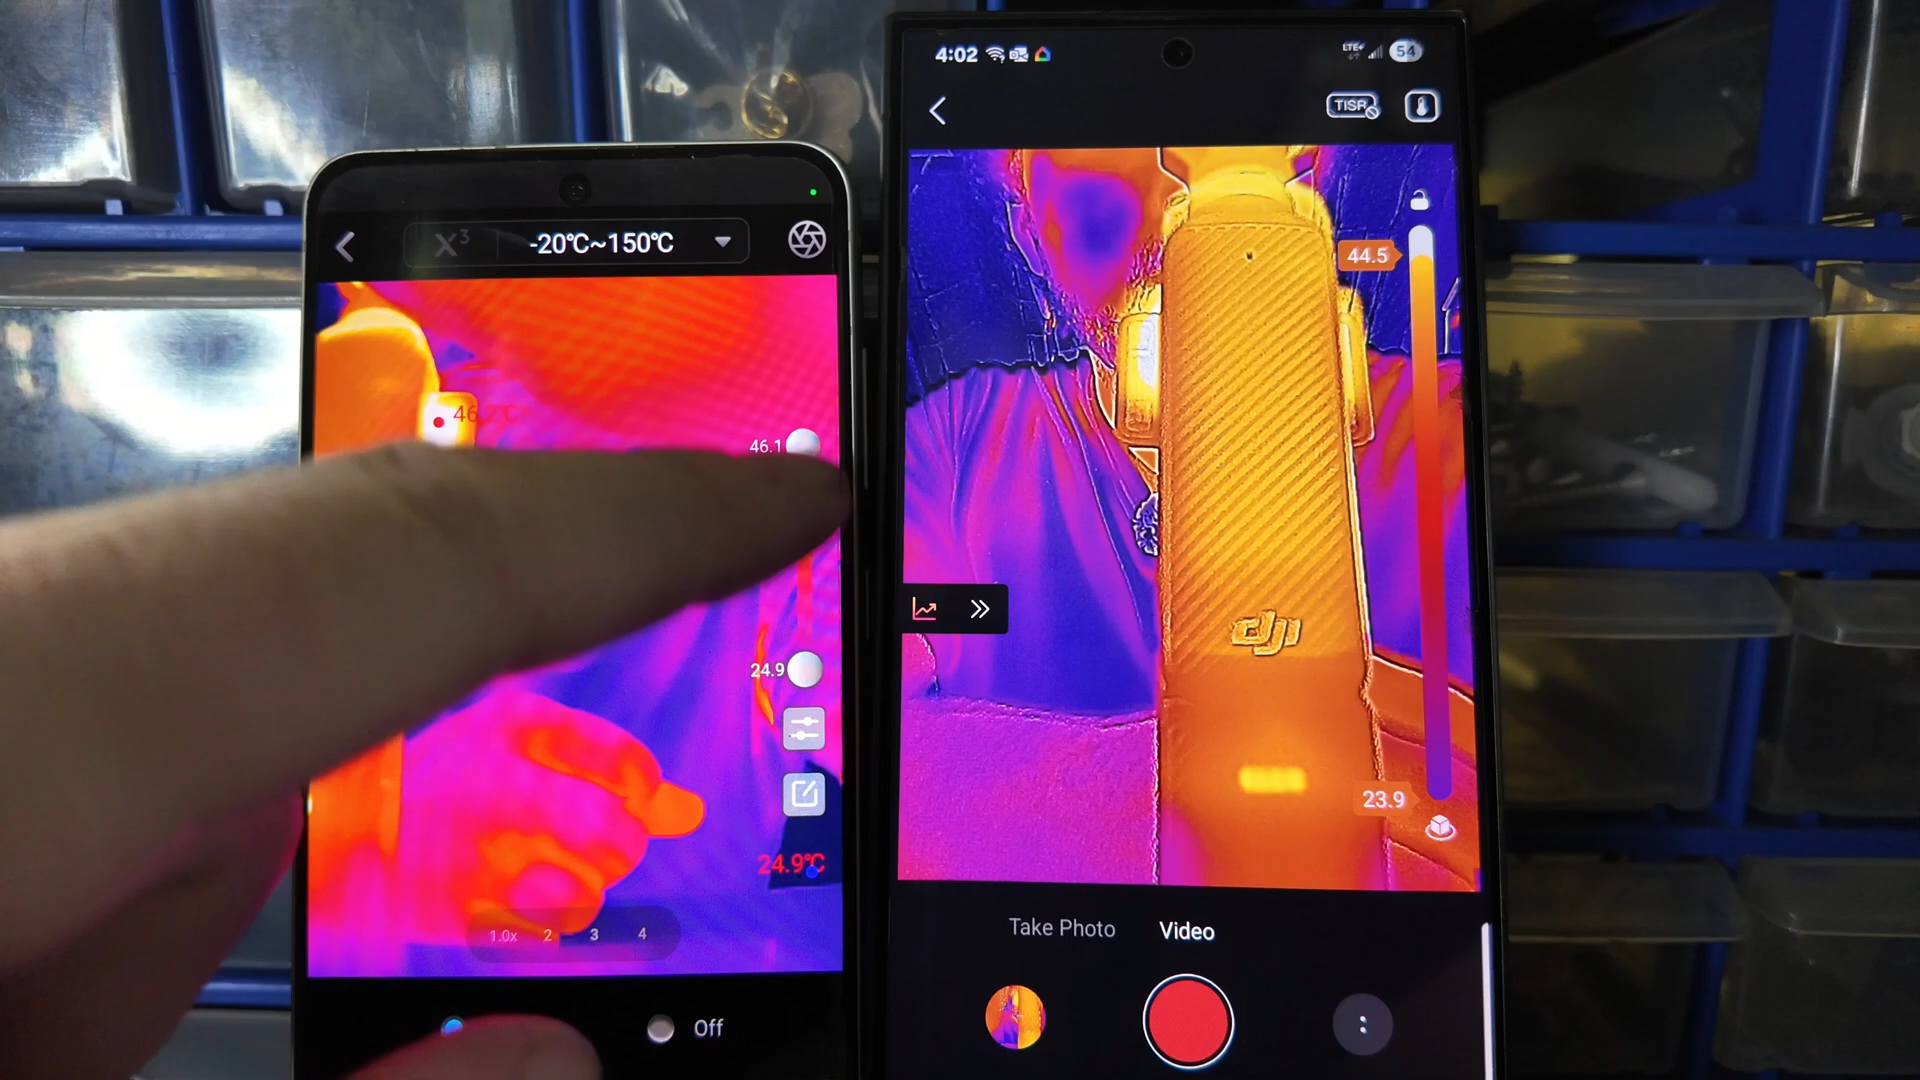 X³ -20℃~150℃
46.1
24.9
24.9℃
1.0x 2 3 4
Off
4:02 LTE+ 54
TISR
44.5
dji
23.9
Take Photo Video